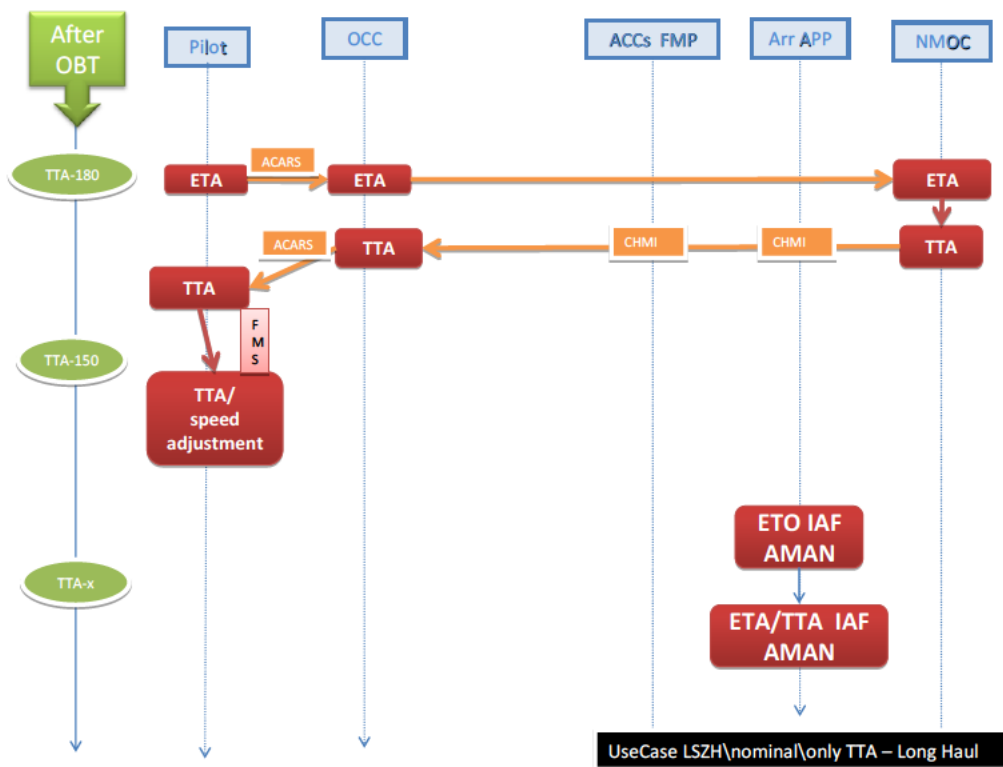 After
OBT
Pilot
OCC
ACCs FMP
Arr APP
NMOC
TTA-180
ETA
ACARS
ETA
ETA
ACARS
TTA
CHMI
CHMI
TTA
TTA
F
M
S
TTA-150
TTA/
speed
adjustment
ETO IAF
AMAN
TTA-x
ETA/TTA IAF
AMAN
UseCase LSZH\nominal\only TTA – Long Haul